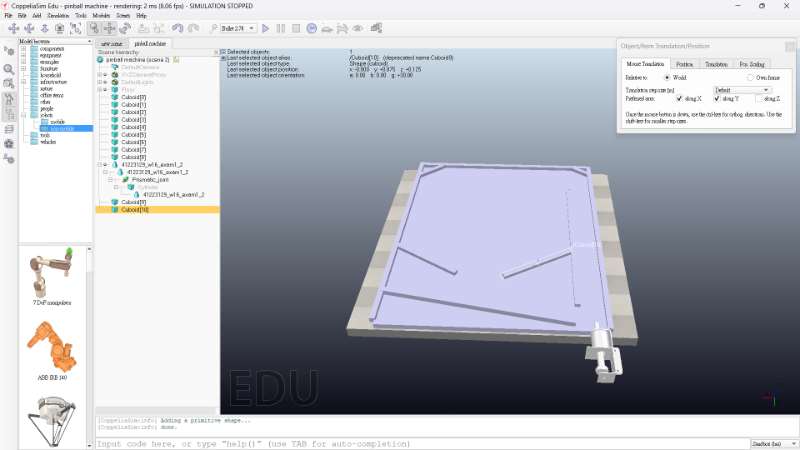 CoppeliaSim Edu - pinball machine - rendering: 2 ms (8.06 fps) - SIMULATION STOPPED
File Edit Add Simulation Tools Modules Scenes Help
Bullet 2.78
Model browser
components
equipment
examples
furniture
household
infrastructure
nature
office items
other
people
robots
mobile
non-mobile
tools
vehicles
7 DoF manipulator
ABB IRB 140
new scene
pinball machine
Scene hierarchy
pinball machine (scene 2)
DefaultCamera
XYZCameraProxy
DefaultLights
Floor
Cuboid[0]
Cuboid[1]
Cuboid[2]
Cuboid[3]
Cuboid[4]
Cuboid[5]
Cuboid[6]
Cuboid[7]
Cuboid[8]
41223129_w16_exam1_2
41223129_w16_exam1_2
Prismatic_joint
Cylinder
41223129_w16_exam1_2
Cuboid[9]
Cuboid[10]
Selected objects: 1
Last selected object alias: /Cuboid[10] (deprecated name:Cuboid9)
Last selected object type: Shape (cuboid)
Last selected object position:
Last selected object orientation: a: 0.00 b: 0.00 g: +30.00
/Cuboid[10]
EDU
Object/Item Translation/Position
Mouse Translation
Position
Translation
Pos. Scaling
Relative to: World Own frame
Translation step size [m] Default
Preferred axes: along X along Y along Z
Once the mouse button is down, use the ctrl-key for orthog. directions. Use the
shift-key for smaller step sizes.
[CoppeliaSim:info] Adding a primitive shape...
[CoppeliaSim:info] done.
Input code here, or type "help()" (use TAB for auto-completion)
Sandbox (lua)